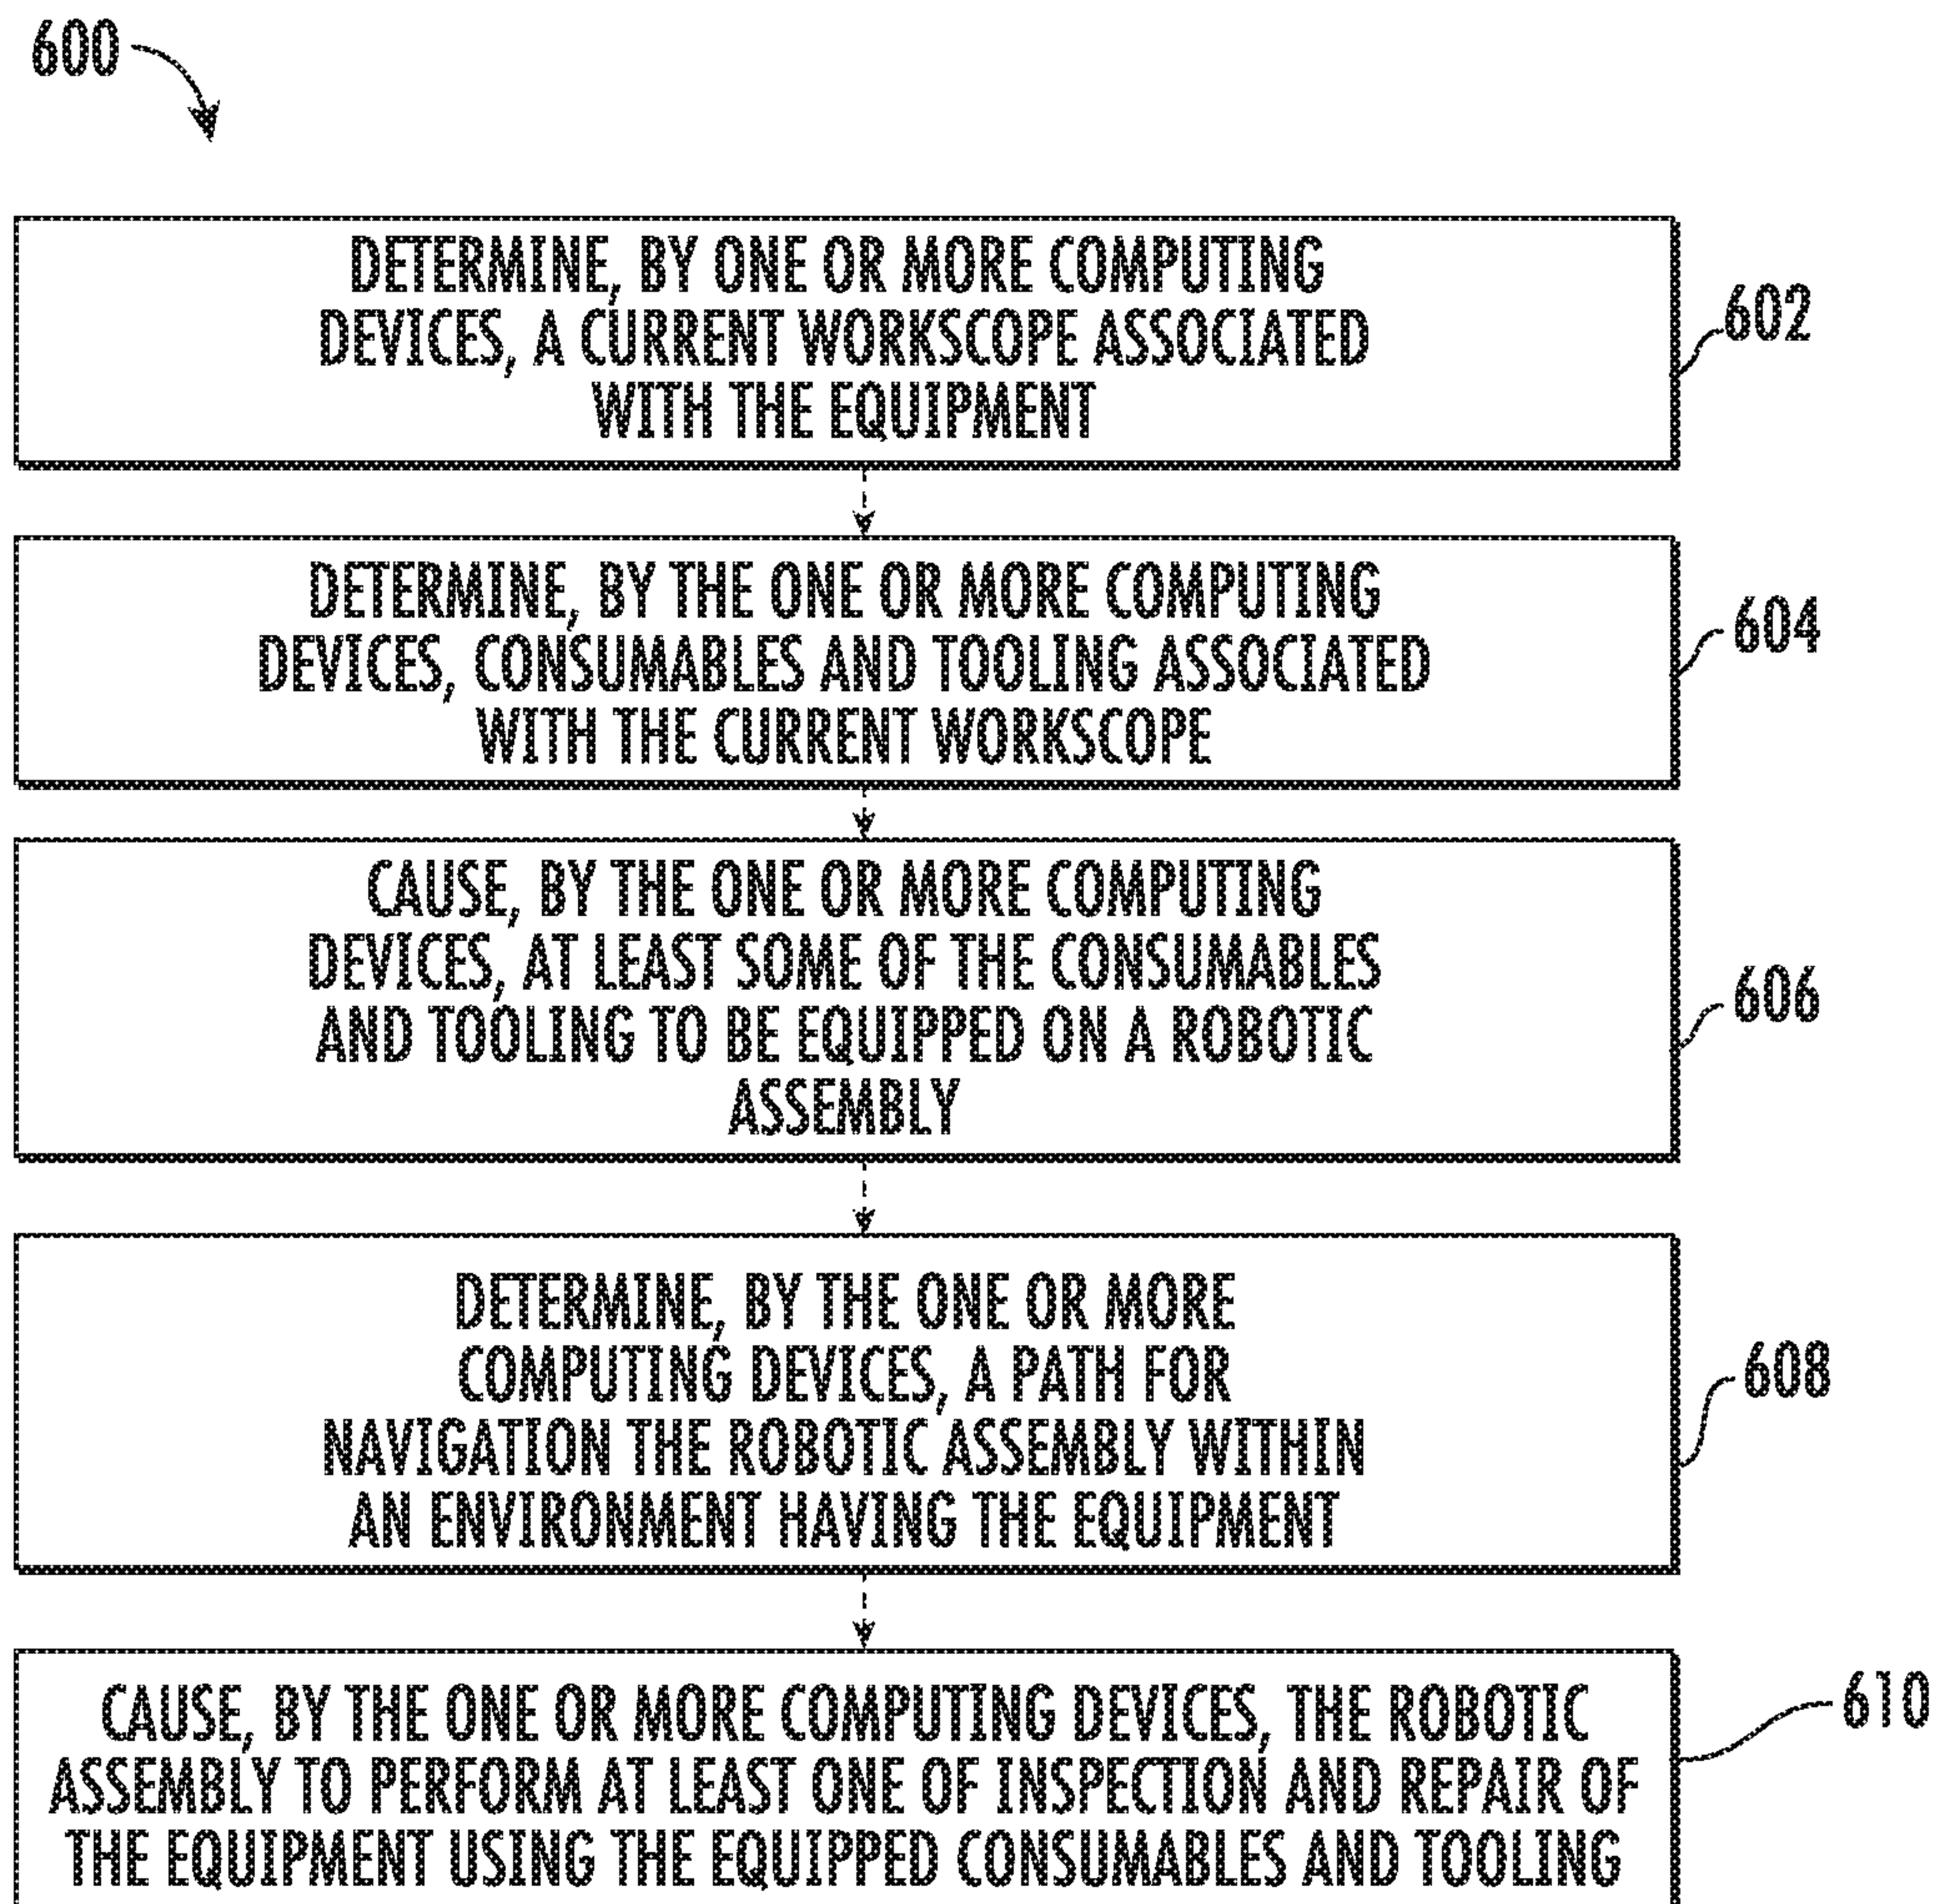 600
DETERMINE, BY ONE OR MORE COMPUTING
DEVICES, A CURRENT WORKSCOPE ASSOCIATED
WITH THE EQUIPMENT
602
DETERMINE, BY THE ONE OR MORE COMPUTING
DEVICES, CONSUMABLES AND TOOLING ASSOCIATED
WITH THE CURRENT WORKSCOPE
604
CAUSE, BY THE ONE OR MORE COMPUTING
DEVICES, AT LEAST SOME OF THE CONSUMABLES
AND TOOLING TO BE EQUIPPED ON A ROBOTIC
ASSEMBLY
606
DETERMINE, BY THE ONE OR MORE
COMPUTING DEVICES, A PATH FOR
NAVIGATION THE ROBOTIC ASSEMBLY WITHIN
AN ENVIRONMENT HAVING THE EQUIPMENT
608
CAUSE, BY THE ONE OR MORE COMPUTING DEVICES, THE ROBOTIC
ASSEMBLY TO PERFORM AT LEAST ONE OF INSPECTION AND REPAIR OF
THE EQUIPMENT USING THE EQUIPPED CONSUMABLES AND TOOLING
610